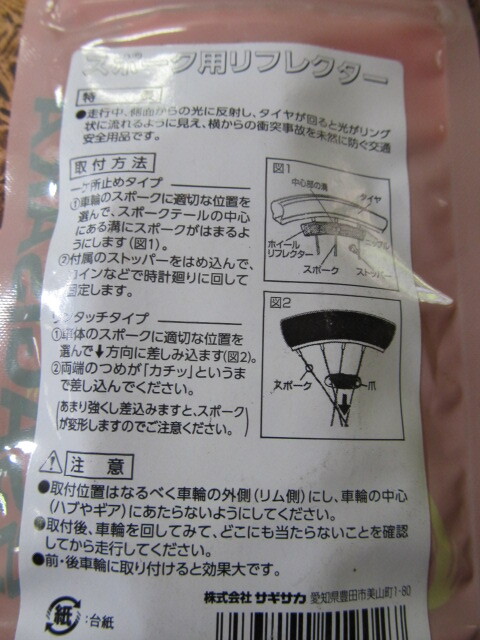 スポーク用リフレクター
特 長
●走行中、側面からの光に反射し、タイヤが回ると光がリング
状に流れるように見え、横からの衝突事故を未然に防ぐ交通
安全用品です。
取付方法
一ヶ所止めタイプ
①車輪のスポークに適切な位置を
選んで、スポークテールの中心
にある溝にスポークがはまるよ
うにします(図1)。
②付属のストッパーをはめ込んで、
コインなどで時計廻りに回して
固定します。
図1
中心部の溝
タイヤ
ホイール
リフレクター
ニップル
スポーク
ストッパー
ワンタッチタイプ
①車体のスポークに適切な位置を
選んで↓方向に差しみ込ます(図2)。
②両端のつめが「カチッ」というま
で差し込んでください。
(あまり強くし差込みますと、スポーク
が変形しますのでご注意ください。)
図2
スポーク
爪
注 意
●取付位置はなるべく車輪の外側(リム側)にし、車輪の中心
(ハブやギア)にあたらないようにしてください。
●取付後、車輪を回してみて、どこにも当たらないことを確認
してから走行してください。
●前・後車輪に取り付けると効果大です。
株式会社 サギサカ 愛知県豊田市美山町1-80
紙 :台紙